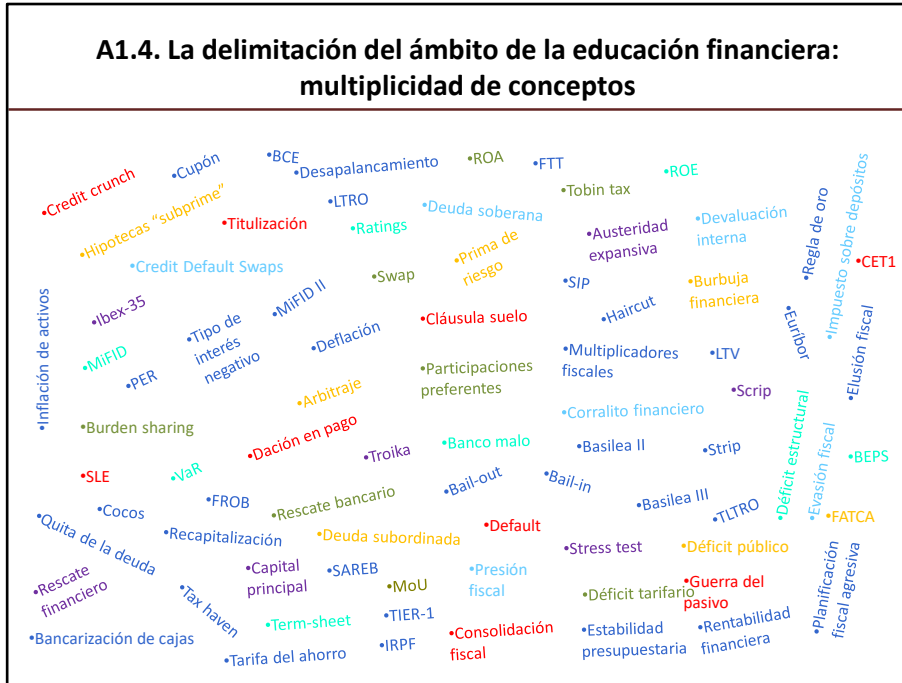 A1.4. La delimitación del ámbito de la educación financiera:
multiplicidad de conceptos
•Credit crunch
•Cupón
•BCE
•Desapalancamiento
•ROA
•FTT
•ROE
•Hipotecas “subprime”
•Titulización
•LTRO
•Ratings
•Deuda soberana
•Tobin tax
•Austeridad
expansiva
•Devaluación
interna
•Regla de oro
•Impuesto sobre depósitos
•CET1
•Credit Default Swaps
•Swap
•Prima de
riesgo
•SIP
•Haircut
•Burbuja
financiera
•Euríbor
•Elusión fiscal
•Inflación de activos
•Ibex-35
•MiFID
•PER
•Tipo de
interés
negativo
•MiFID II
•Deflación
•Cláusula suelo
•Multiplicadores
fiscales
•LTV
•Participaciones
preferentes
•Scrip
•Arbitraje
•Corralito financiero
•Burden sharing
•Dación en pago
•Troika
•Banco malo
•Basilea II
•Strip
•Déficit estructural
•Evasión fiscal
•BEPS
•SLE
•VaR
•FROB
•Rescate bancario
•Bail-out
•Bail-in
•Basilea III
•TLTRO
•FATCA
•Cocos
•Quita de la deuda
•Recapitalización
•Deuda subordinada
•Default
•Stress test
•Déficit público
•Planificación
fiscal agresiva
•Rescate
financiero
•Tax haven
•Capital
principal
•SAREB
•MoU
•Presión
fiscal
•Déficit tarifario
•Guerra del
pasivo
•Term-sheet
•TIER-1
•Bancarización de cajas
•Tarifa del ahorro
•IRPF
•Consolidación
fiscal
•Estabilidad
presupuestaria
•Rentabilidad
financiera